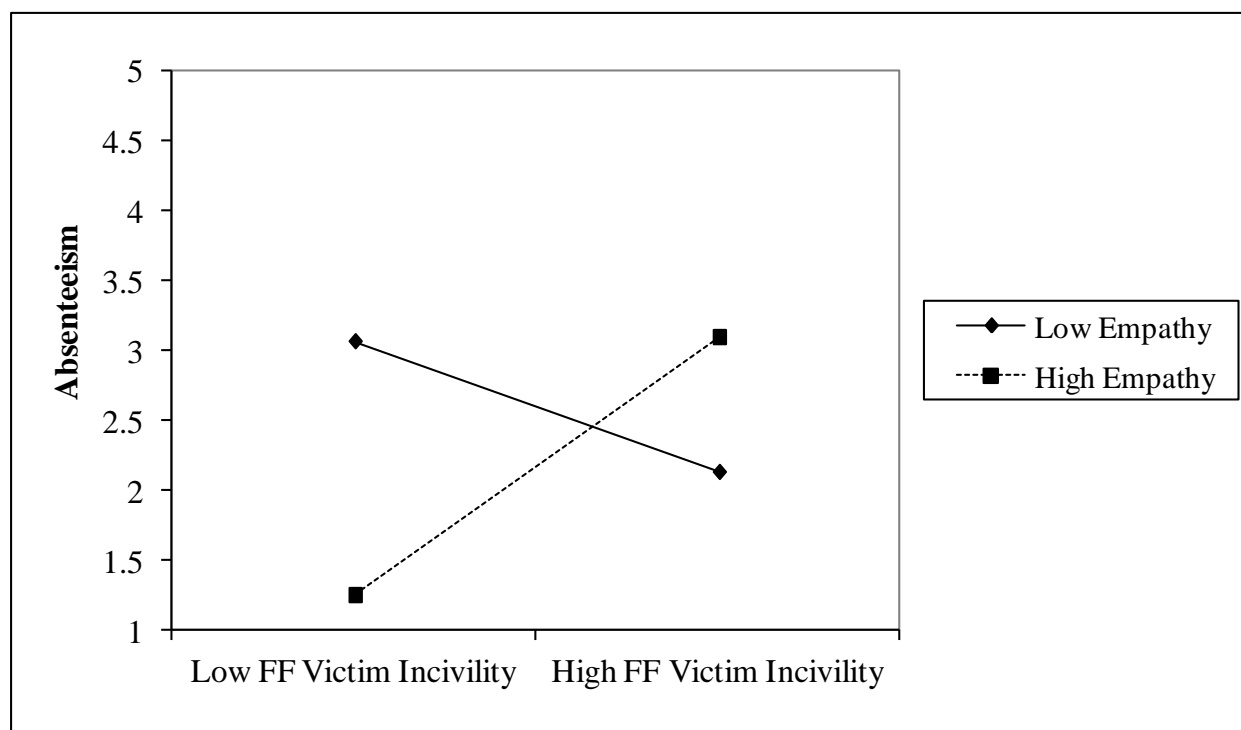 5
4.5
4
3.5
3
2.5
2
1.5
1
Absenteeism
Low FF Victim Incivility
High FF Victim Incivility
Low Empathy
High Empathy